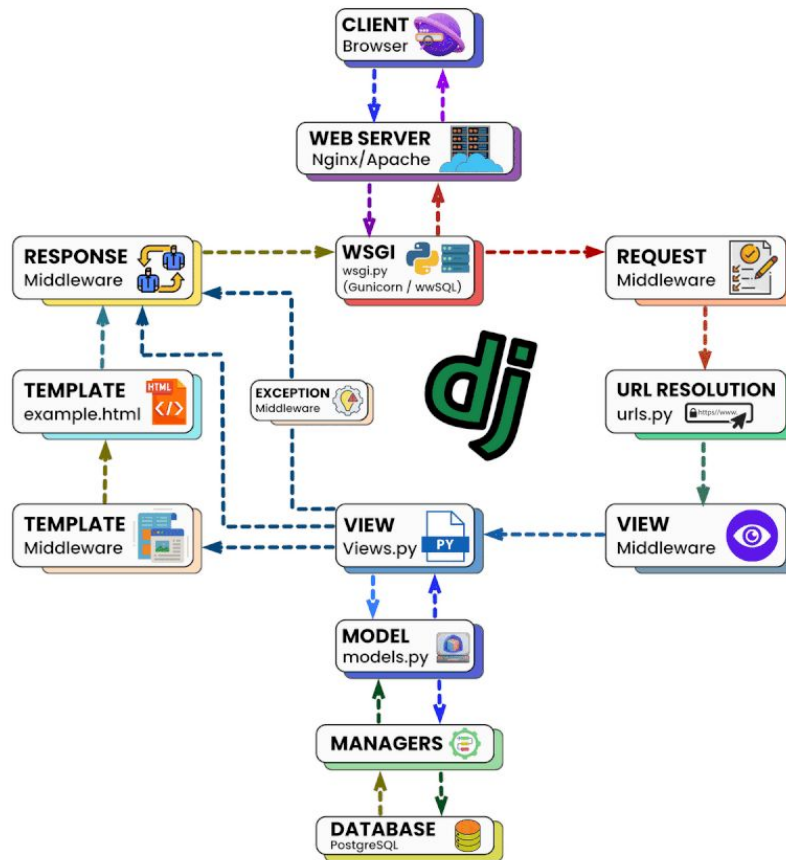 CLIENT
Browser
WEB SERVER
Nginx/Apache
RESPONSE
Middleware
WSGI
wsgi.py
(Gunicorn / wwSQL)
REQUEST
Middleware
TEMPLATE
example.html
HTML
</>
EXCEPTION
Middleware
dj
URL RESOLUTION
urls.py
https//www.
TEMPLATE
Middleware
VIEW
Views.py
PY
VIEW
Middleware
MODEL
models.py
MANAGERS
DATABASE
PostgreSQL